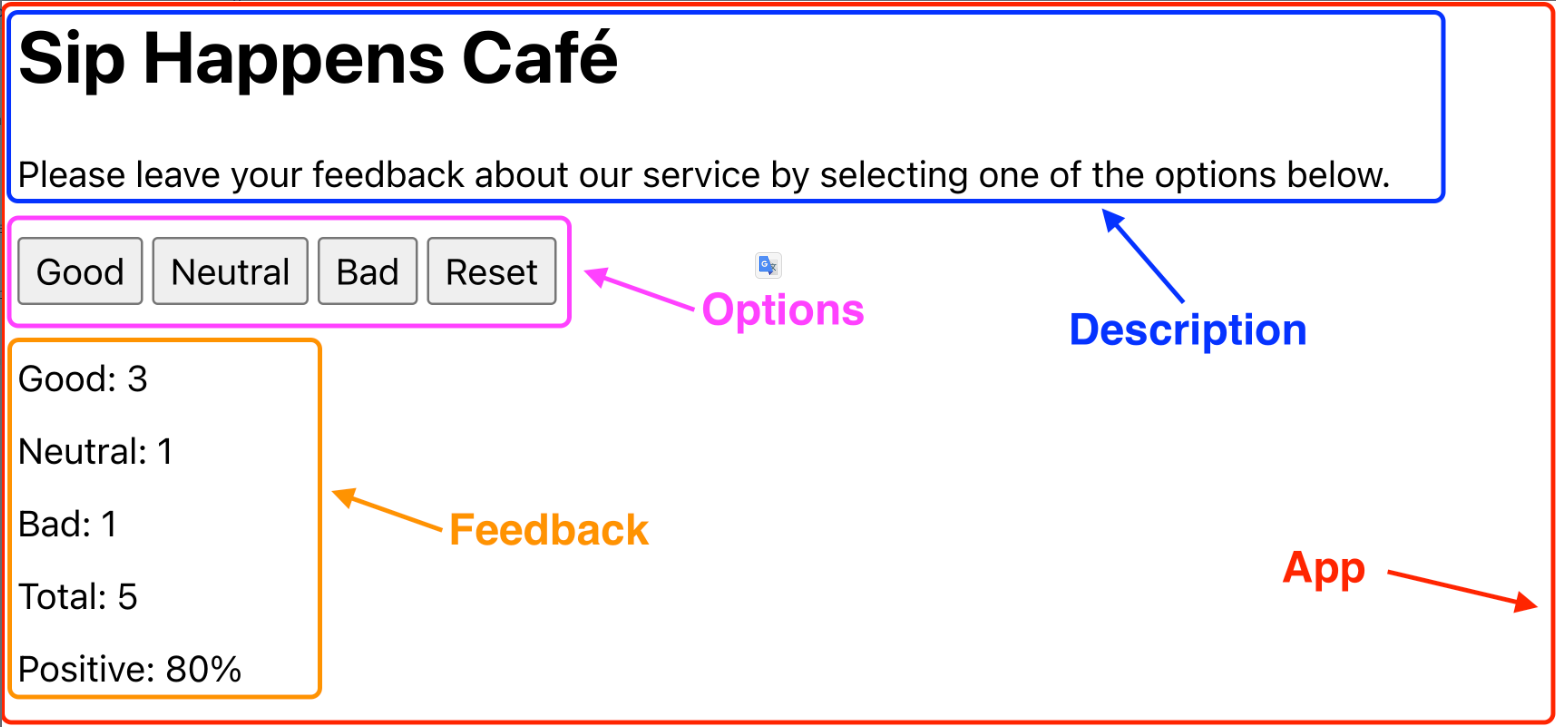 Sip Happens Café
Please leave your feedback about our service by selecting one of the options below.
Good Neutral Bad Reset
Options
Description
Good: 3
Neutral: 1
Bad: 1
Feedback
App
Total: 5
Positive: 80%